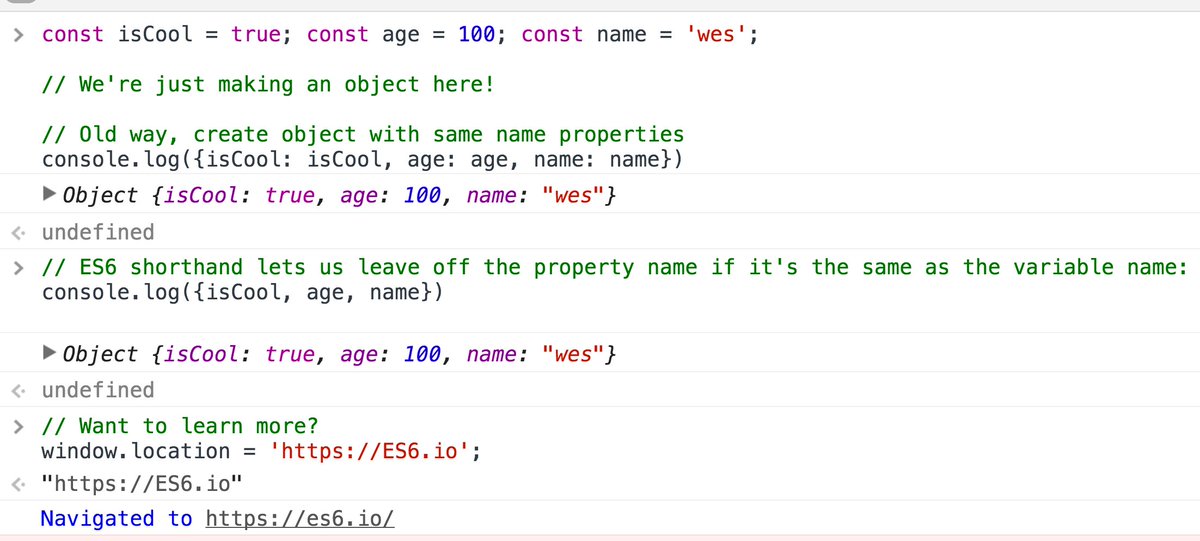 const isCool = true; const age = 100; const name = 'wes';
// We're just making an object here!
// Old way, create object with same name properties
console.log({isCool: isCool, age: age, name: name})
Object {isCool: true, age: 100, name: "wes"}
undefined
// ES6 shorthand lets us leave off the property name if it's the same as the variable name:
console.log({isCool, age, name})
Object {isCool: true, age: 100, name: "wes"}
undefined
// Want to learn more?
window.location = 'https://ES6.io';
"https://ES6.io"
Navigated to https://es6.io/